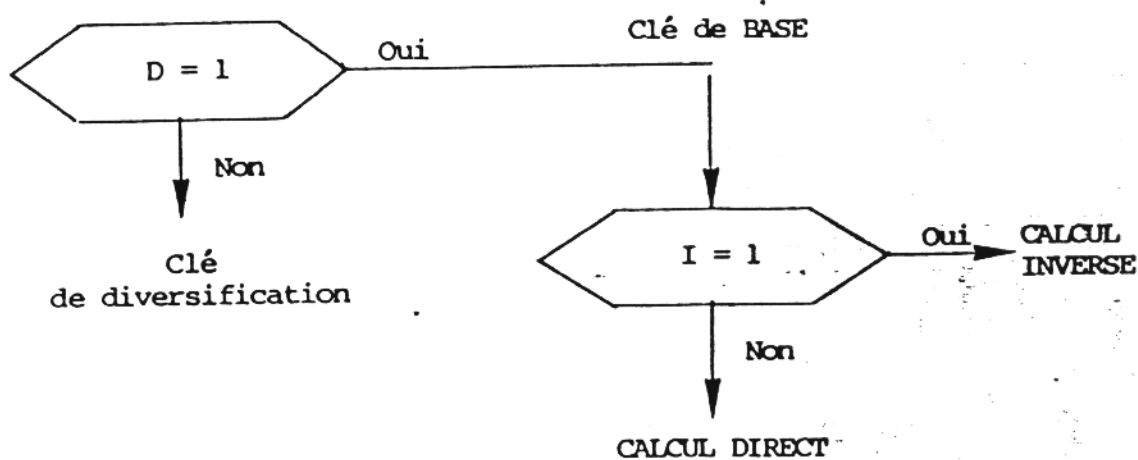 Clé de BASE
D = 1
Oui
Non
Clé
de diversification
I = 1
Oui
CALCUL
INVERSE
Non
CALCUL DIRECT